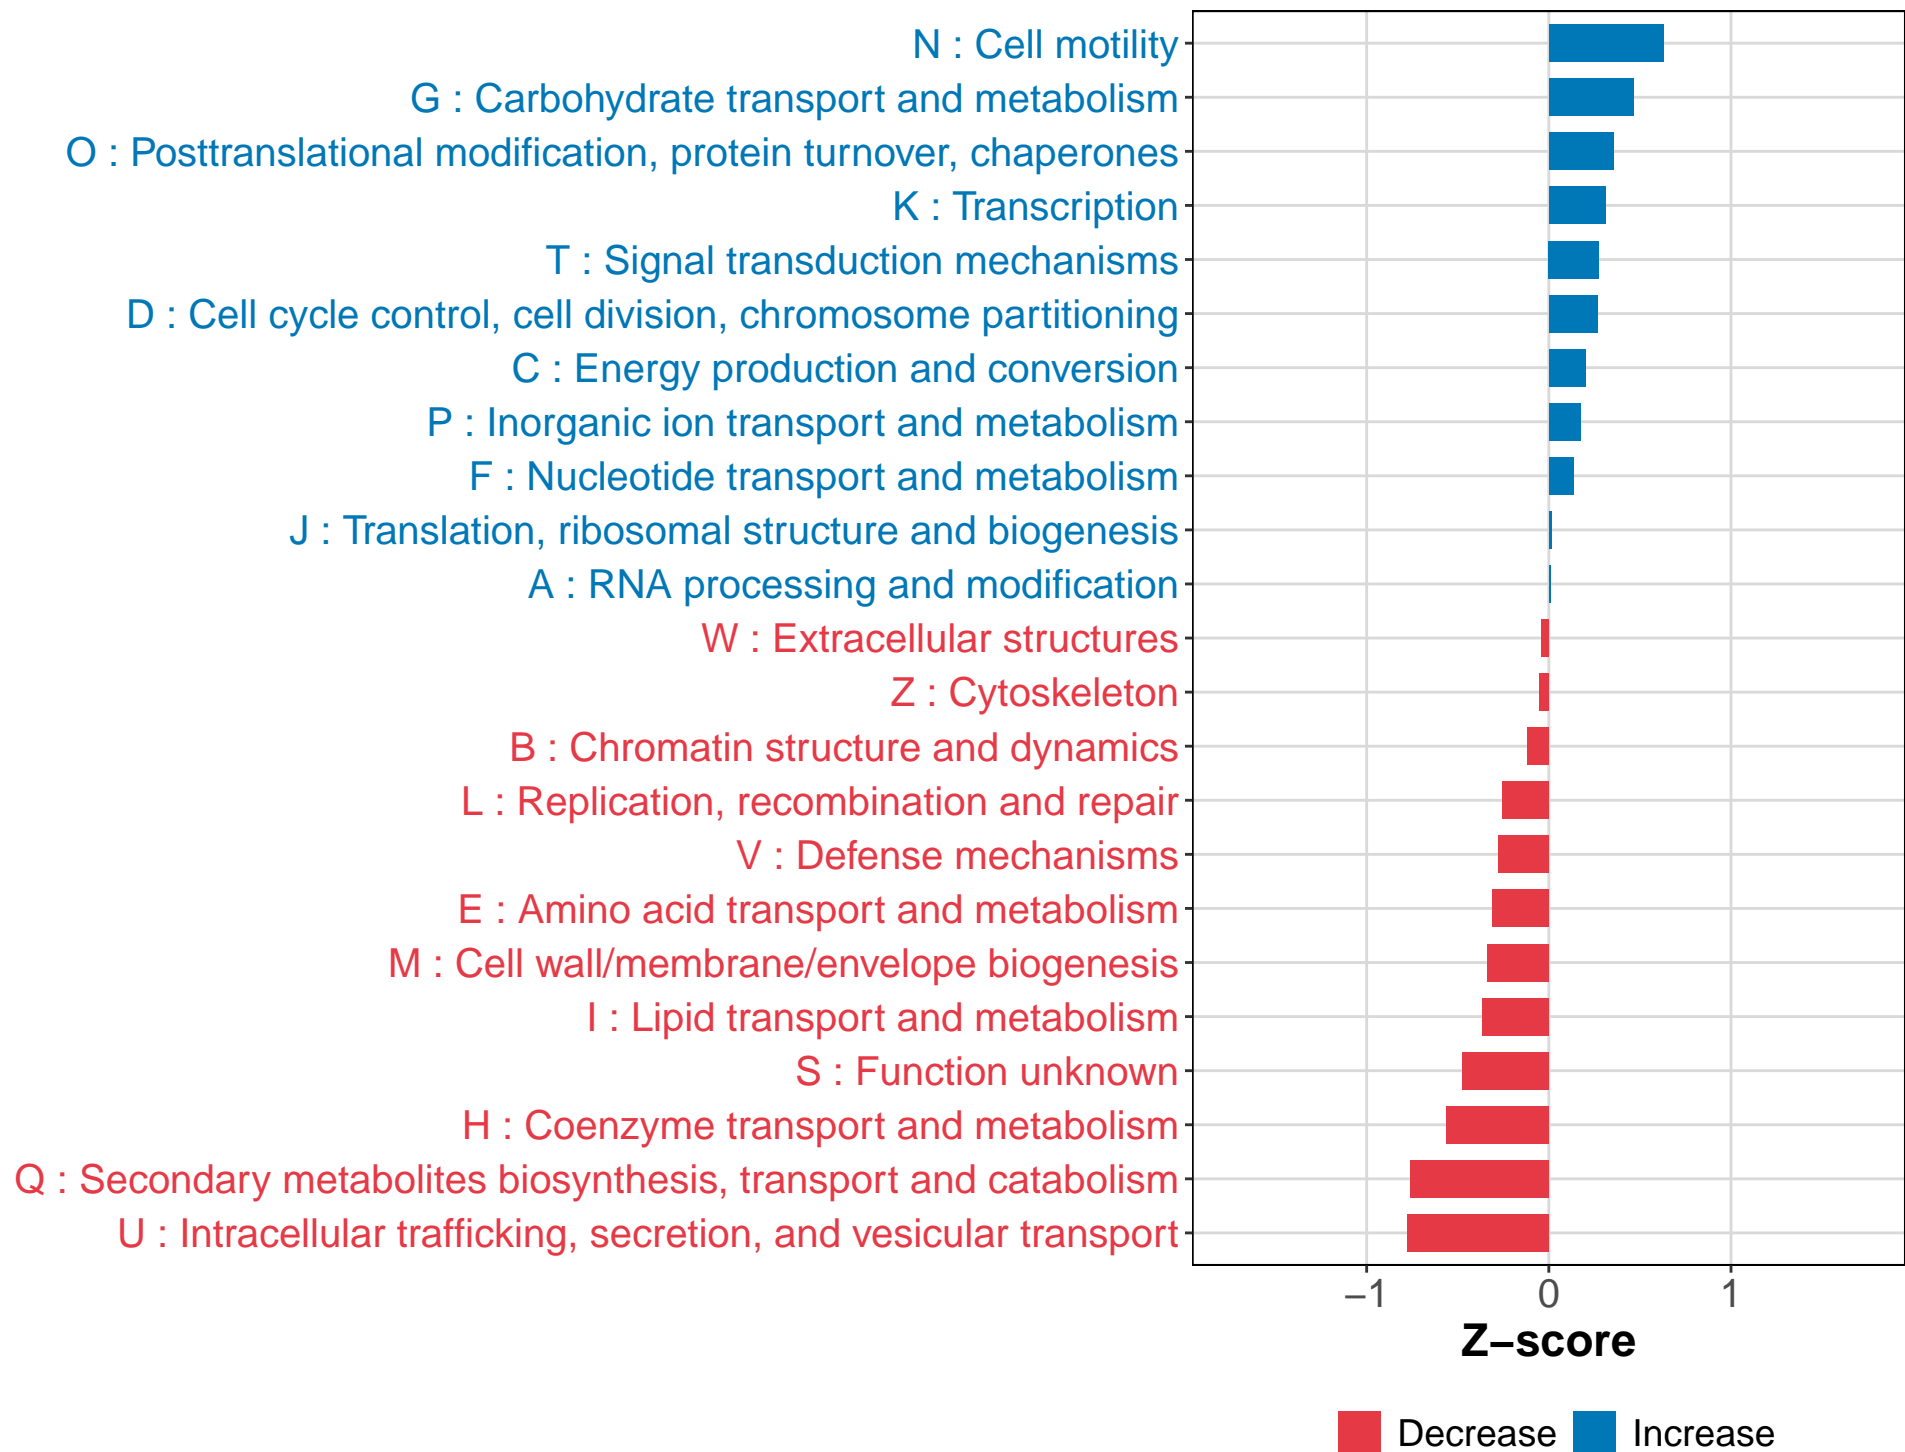 N : Cell motility
G : Carbohydrate transport and metabolism
O : Posttranslational modification, protein turnover, chaperones
K : Transcription
T : Signal transduction mechanisms
D : Cell cycle control, cell division, chromosome partitioning
C : Energy production and conversion
P : Inorganic ion transport and metabolism
F : Nucleotide transport and metabolism
J : Translation, ribosomal structure and biogenesis
A : RNA processing and modification
W : Extracellular structures
Z : Cytoskeleton
B : Chromatin structure and dynamics
L : Replication, recombination and repair
V : Defense mechanisms
E : Amino acid transport and metabolism
M : Cell wall/membrane/envelope biogenesis
I : Lipid transport and metabolism
S : Function unknown
H : Coenzyme transport and metabolism
Q : Secondary metabolites biosynthesis, transport and catabolism
U : Intracellular trafficking, secretion, and vesicular transport
−1 0 1
Z−score
Decrease Increase